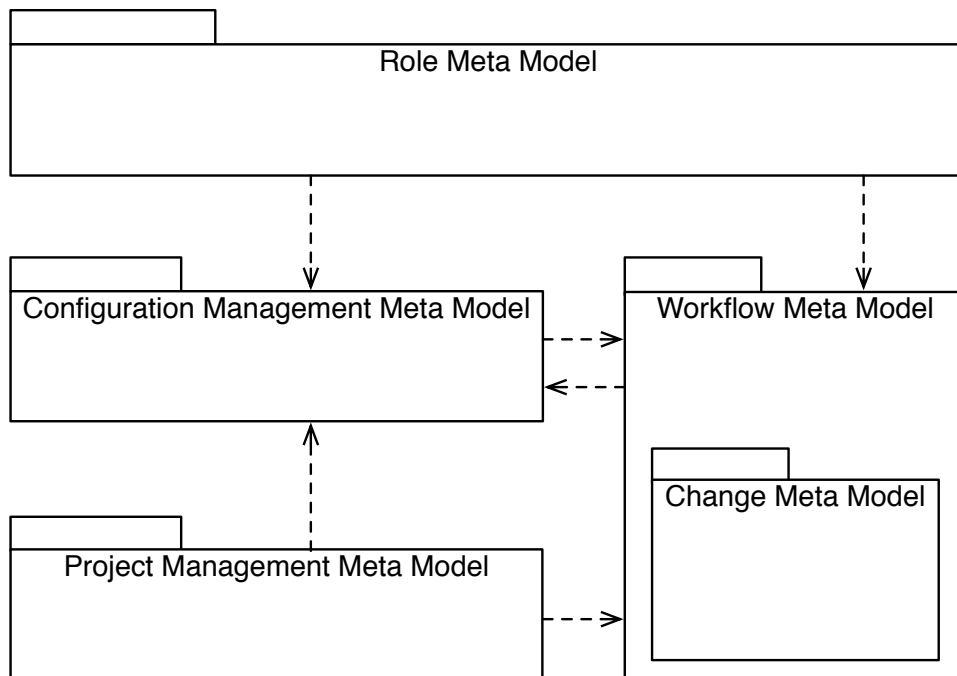 Role Meta Model
Configuration Management Meta Model
Workflow Meta Model
Change Meta Model
Project Management Meta Model